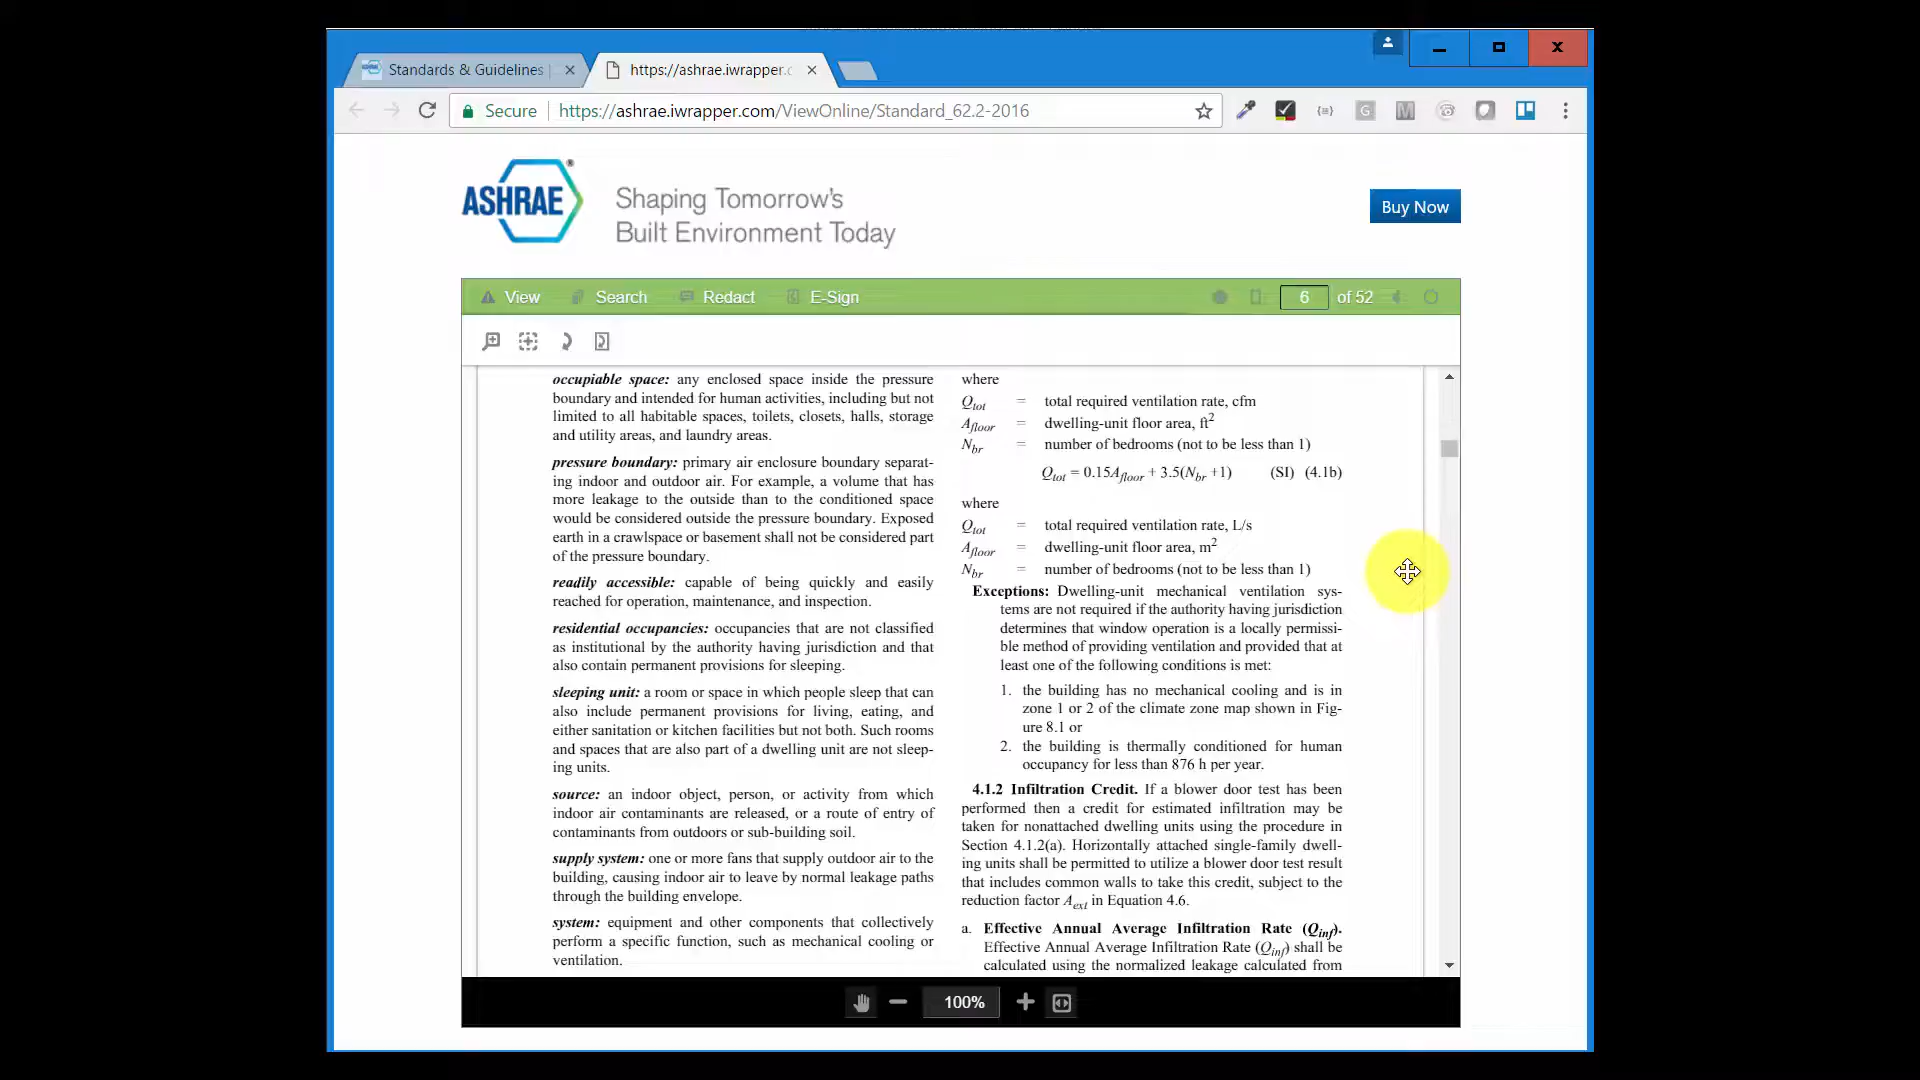 Standards & Guidelines |
https://ashrae.iwrapper.c
Secure
https://ashrae.iwrapper.com/ViewOnline/Standard_62.2-2016
ASHRAE®
Shaping Tomorrow's
Built Environment Today
Buy Now
View
Search
Redact
E-Sign
6 of 52
occupiable space: any enclosed space inside the pressure
boundary and intended for human activities, including but not
limited to all habitable spaces, toilets, closets, halls, storage
and utility areas, and laundry areas.
pressure boundary: primary air enclosure boundary separat-
ing indoor and outdoor air. For example, a volume that has
more leakage to the outside than to the conditioned space
would be considered outside the pressure boundary. Exposed
earth in a crawlspace or basement shall not be considered part
of the pressure boundary.
readily accessible: capable of being quickly and easily
reached for operation, maintenance, and inspection.
residential occupancies: occupancies that are not classified
as institutional by the authority having jurisdiction and that
also contain permanent provisions for sleeping.
sleeping unit: a room or space in which people sleep that can
also include permanent provisions for living, eating, and
either sanitation or kitchen facilities but not both. Such rooms
and spaces that are also part of a dwelling unit are not sleep-
ing units.
source: an indoor object, person, or activity from which
indoor air contaminants are released, or a route of entry of
contaminants from outdoors or sub-building soil.
supply system: one or more fans that supply outdoor air to the
building, causing indoor air to leave by normal leakage paths
through the building envelope.
system: equipment and other components that collectively
perform a specific function, such as mechanical cooling or
ventilation.
where
Qtot = total required ventilation rate, cfm
Afloor = dwelling-unit floor area, ft2
Nbr = number of bedrooms (not to be less than 1)
Qtot = 0.15Afloor + 3.5(Nbr +1) (SI) (4.1b)
where
Qtot = total required ventilation rate, L/s
Afloor = dwelling-unit floor area, m2
Nbr = number of bedrooms (not to be less than 1)
Exceptions: Dwelling-unit mechanical ventilation sys-
tems are not required if the authority having jurisdiction
determines that window operation is a locally permissi-
ble method of providing ventilation and provided that at
least one of the following conditions is met:
1. the building has no mechanical cooling and is in
zone 1 or 2 of the climate zone map shown in Fig-
ure 8.1 or
2. the building is thermally conditioned for human
occupancy for less than 876 h per year.
4.1.2 Infiltration Credit. If a blower door test has been
performed then a credit for estimated infiltration may be
taken for nonattached dwelling units using the procedure in
Section 4.1.2(a). Horizontally attached single-family dwell-
ing units shall be permitted to utilize a blower door test result
that includes common walls to take this credit, subject to the
reduction factor Aext in Equation 4.6.
a. Effective Annual Average Infiltration Rate (Qinf).
Effective Annual Average Infiltration Rate (Qinf) shall be
calculated using the normalized leakage calculated from
100%